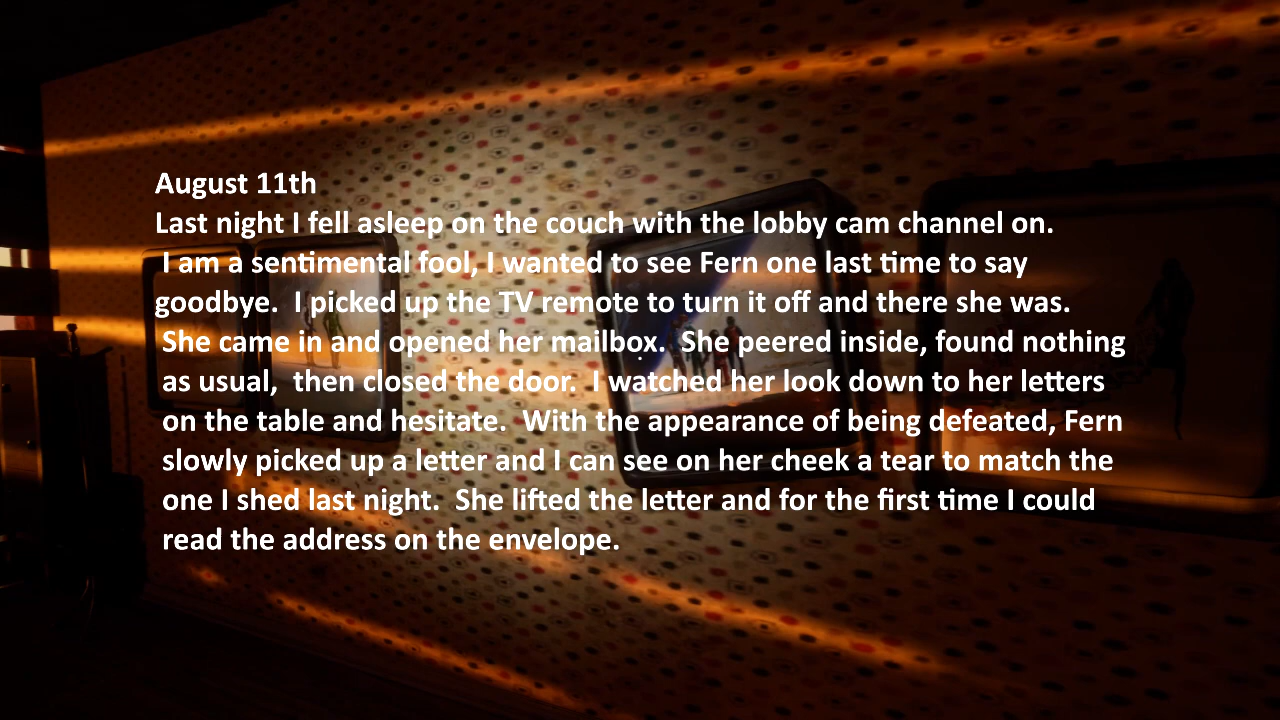 August 11th
Last night I fell asleep on the couch with the lobby cam channel on.
I am a sentimental fool, I wanted to see Fern one last time to say
goodbye.  I picked up the TV remote to turn it off and there she was.
She came in and opened her mailbox.  She peered inside, found nothing
as usual,  then closed the door.  I watched her look down to her letters
on the table and hesitate.  With the appearance of being defeated, Fern
slowly picked up a letter and I can see on her cheek a tear to match the
one I shed last night.  She lifted the letter and for the first time I could
read the address on the envelope.